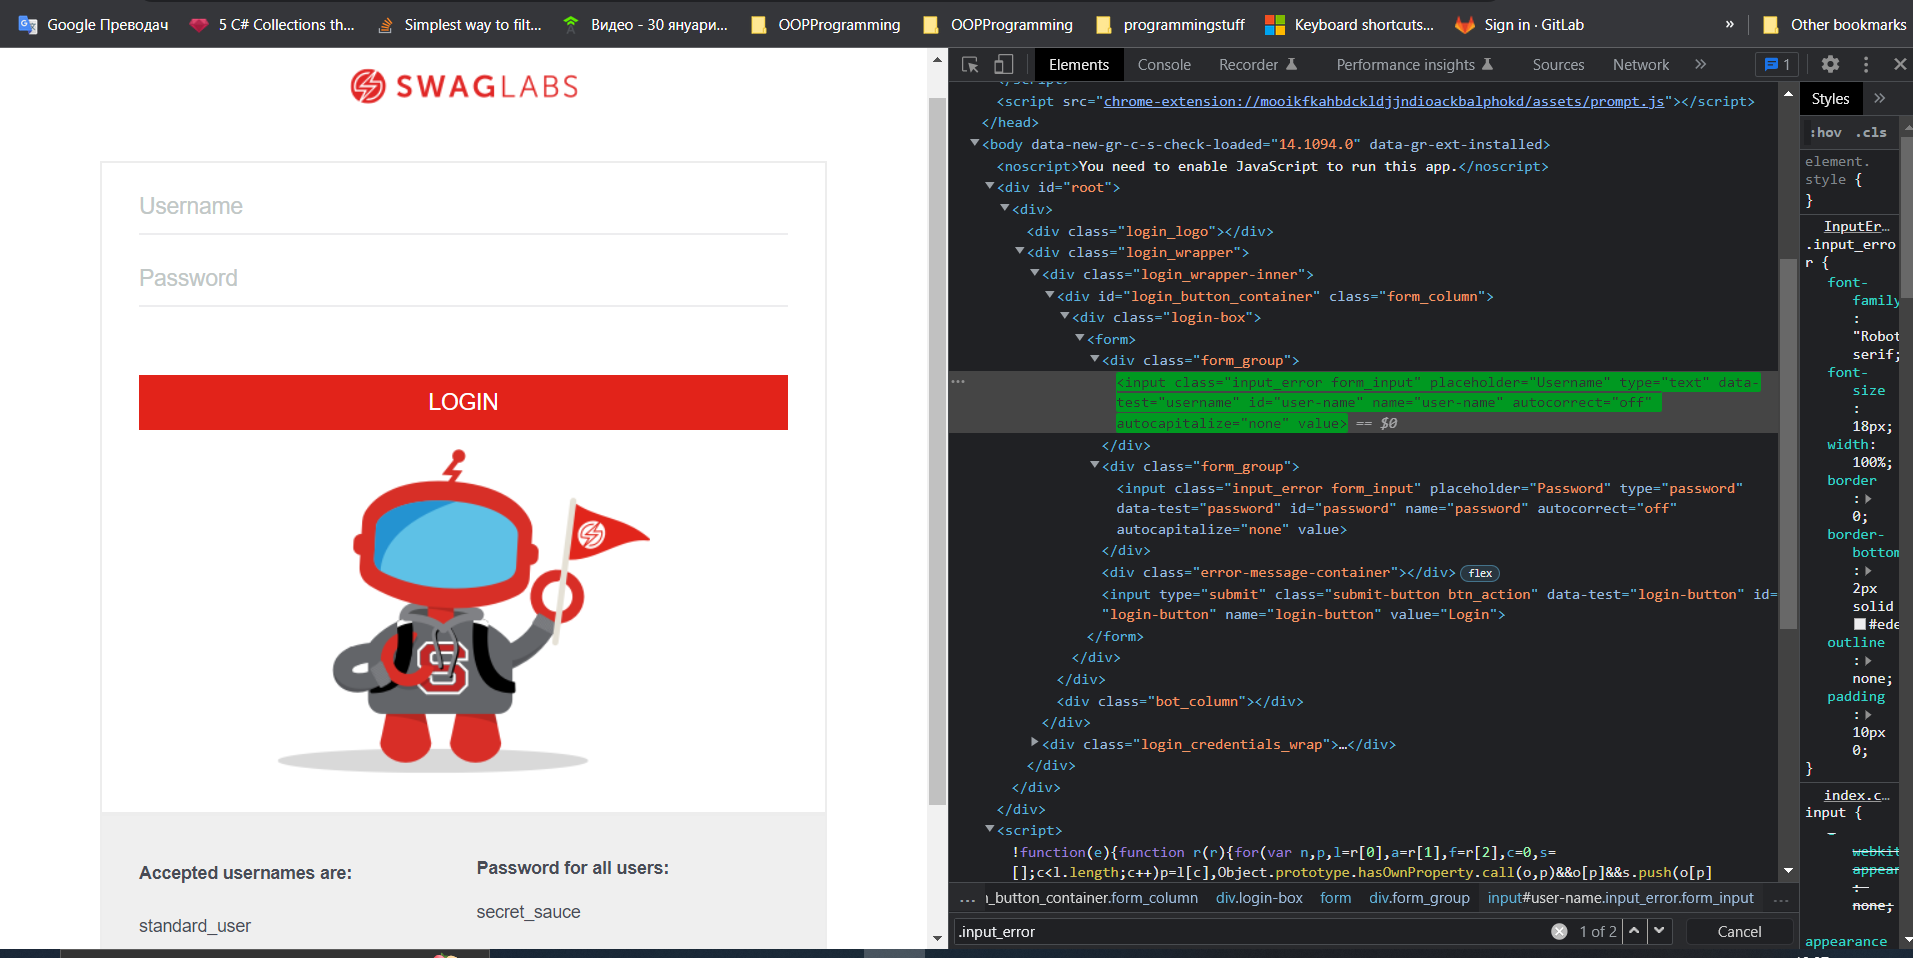 Google Преводач
5 C# Collections th...
Simplest way to filt...
Видео - 30 януари...
OOPProgramming
OOPProgramming
programmingstuff
Keyboard shortcuts...
Sign in · GitLab
»
Other bookmarks
SWAGLABS
Username
Password
LOGIN
Accepted usernames are:
standard_user
Password for all users:
secret_sauce
Elements
Console
Recorder
Performance insights
Sources
Network
»
1
<script src="chrome-extension://mooikfkahbdckldjjndioackbalphokd/assets/prompt.js"></script>
</head>
<body data-new-gr-c-s-check-loaded="14.1094.0" data-gr-ext-installed>
<noscript>You need to enable JavaScript to run this app.</noscript>
<div id="root">
<div>
<div class="login_logo"></div>
<div class="login_wrapper">
<div class="login_wrapper-inner">
<div id="login_button_container" class="form_column">
<div class="login-box">
<form>
<div class="form_group">
<input class="input_error form_input" placeholder="Username" type="text" data-
test="username" id="user-name" name="user-name" autocorrect="off"
autocapitalize="none" value> == $0
</div>
<div class="form_group">
<input class="input_error form_input" placeholder="Password" type="password"
data-test="password" id="password" name="password" autocorrect="off"
autocapitalize="none" value>
</div>
<div class="error-message-container"></div> flex
<input type="submit" class="submit-button btn_action" data-test="login-button" id=
"login-button" name="login-button" value="Login">
</form>
</div>
</div>
<div class="bot_column"></div>
</div>
<div class="login_credentials_wrap">…</div>
</div>
</div>
</div>
<script>
!function(e){function r(r){for(var n,p,l=r[0],a=r[1],f=r[2],c=0,s=
[];c<l.length;c++)p=l[c],Object.prototype.hasOwnProperty.call(o,p)&&o[p]&&s.push(o[p]
... n_button_container.form_column div.login-box form div.form_group input#user-name.input_error.form_input ...
.input_error
1 of 2
Cancel
Styles
»
:hov .cls
element.
style {
}
InputEr…
.input_erro
r {
font-
family
:
"Robot
serif;
font-
size
:
18px;
width:
100%;
border
:
0;
border-
bottom
:
2px
solid
#ede
outline
:
none;
padding
:
10px
0;
}
index.c…
input {
webkit
appear
:
none;
appearance